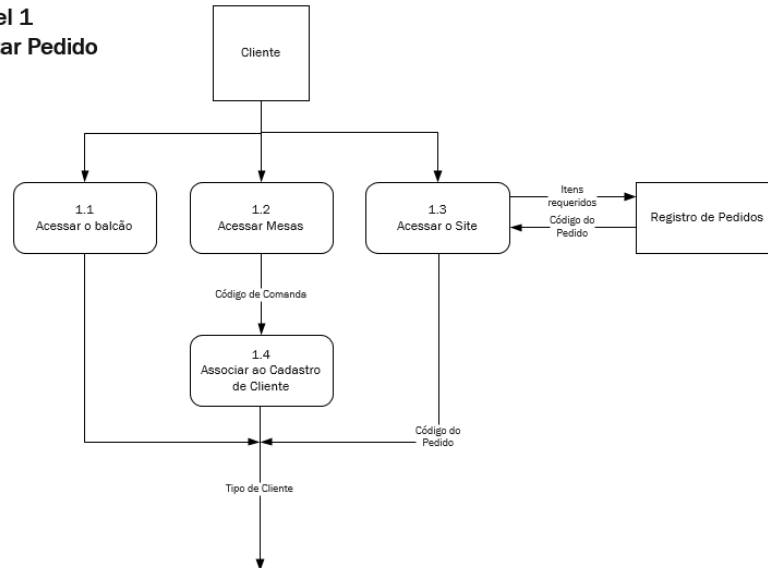 el 1
ar Pedido
Cliente
1.1
Acessar o balcão
1.2
Acessar Mesas
1.3
Acessar o Site
Itens
requeridos
Código do
Pedido
Registro de Pedidos
Código de Comanda
1.4
Associar ao Cadastro
de Cliente
Código do
Pedido
Tipo de Cliente